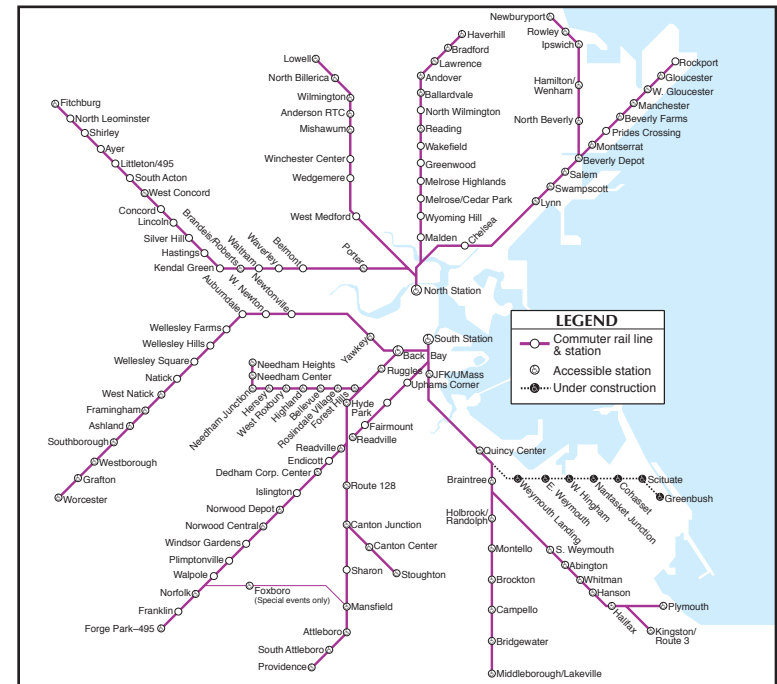 Newburyport
Rowley
Ipswich
Hamilton/
Wenham
North Beverly
Rockport
Gloucester
W. Gloucester
Manchester
Beverly Farms
Prides Crossing
Montserrat
Beverly Depot
Salem
Swampscott
Lynn
Chelsea
Haverhill
Bradford
Lawrence
Andover
Ballardvale
North Wilmington
Reading
Wakefield
Greenwood
Melrose Highlands
Melrose/Cedar Park
Wyoming Hill
Malden
Lowell
North Billerica
Wilmington
Anderson RTC
Mishawum
Winchester Center
Wedgemere
West Medford
Fitchburg
North Leominster
Shirley
Ayer
Littleton/495
South Acton
West Concord
Concord
Lincoln
Silver Hill
Hastings
Kendal Green
Brandeis/Roberts
Waltham
Waverley
Belmont
Porter
North Station
Auburndale
W. Newton
Newtonville
Wellesley Farms
Wellesley Hills
Wellesley Square
Natick
West Natick
Framingham
Ashland
Southborough
Westborough
Grafton
Worcester
Yawkey
South Station
Back Bay
Ruggles
JFK/UMass
Uphams Corner
Needham Heights
Needham Center
Needham Junction
Hersey
West Roxbury
Highland
Bellevue
Roslindale Village
Forest Hills
Hyde
Park
Fairmount
Readville
Readville
Endicott
Dedham Corp. Center
Islington
Norwood Depot
Norwood Central
Windsor Gardens
Plimptonville
Walpole
Norfolk
Franklin
Forge Park–495
Foxboro
(Special events only)
Route 128
Canton Junction
Canton Center
Stoughton
Sharon
Mansfield
Attleboro
South Attleboro
Providence
Quincy Center
Braintree
Holbrook/
Randolph
Montello
Brockton
Campello
Bridgewater
Middleborough/Lakeville
Weymouth Landing
E. Weymouth
W. Hingham
Nantasket Junction
Cohasset
Scituate
Greenbush
S. Weymouth
Abington
Whitman
Hanson
Halifax
Plymouth
Kingston/
Route 3
LEGEND
Commuter rail line
& station
Accessible station
Under construction